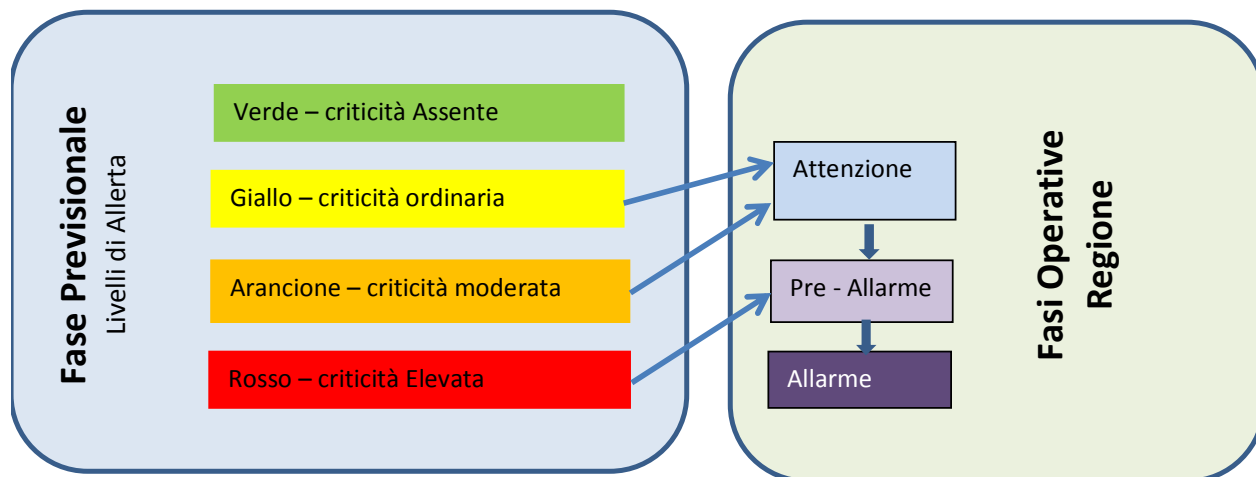 Fase Previsionale
Livelli di Allerta
Verde – criticità Assente
Giallo – criticità ordinaria
Arancione – criticità moderata
Rosso – criticità Elevata
Attenzione
Pre - Allarme
Allarme
Fasi Operative
Regione